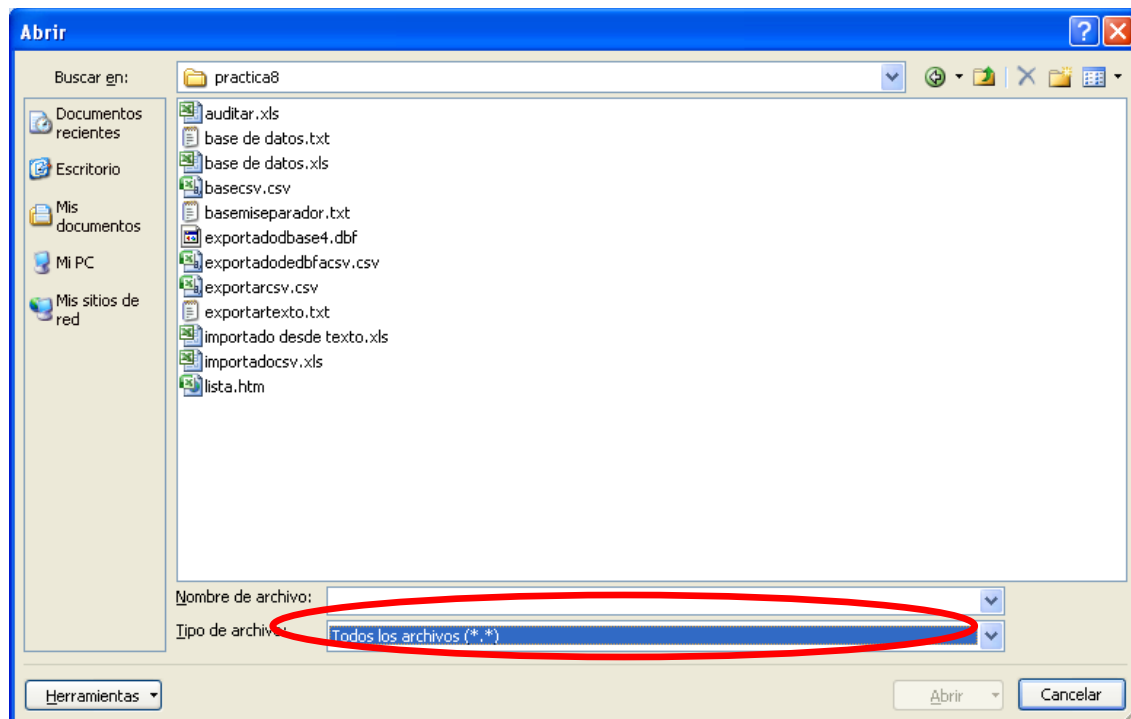 Abrir
Buscar en:
practica8
Documentos
recientes
Escritorio
Mis
documentos
Mi PC
Mis sitios de
red
auditar.xls
base de datos.txt
base de datos.xls
basecsv.csv
basemiseparador.txt
exportadodbase4.dbf
exportadodedbfacsv.csv
exportarcsv.csv
exportartexto.txt
importado desde texto.xls
importadocsv.xls
lista.htm
Nombre de archivo:
Tipo de archivo:
Todos los archivos (*.*)
Herramientas
Abrir
Cancelar